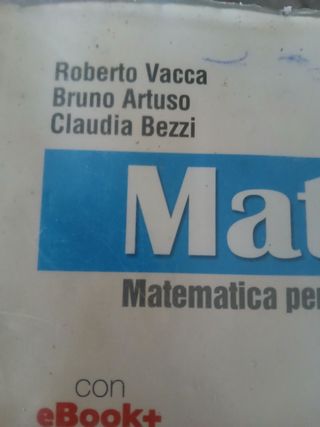 Roberto Vacca
Bruno Artuso
Claudia Bezzi
Mat
Matematica per
con
eBook+